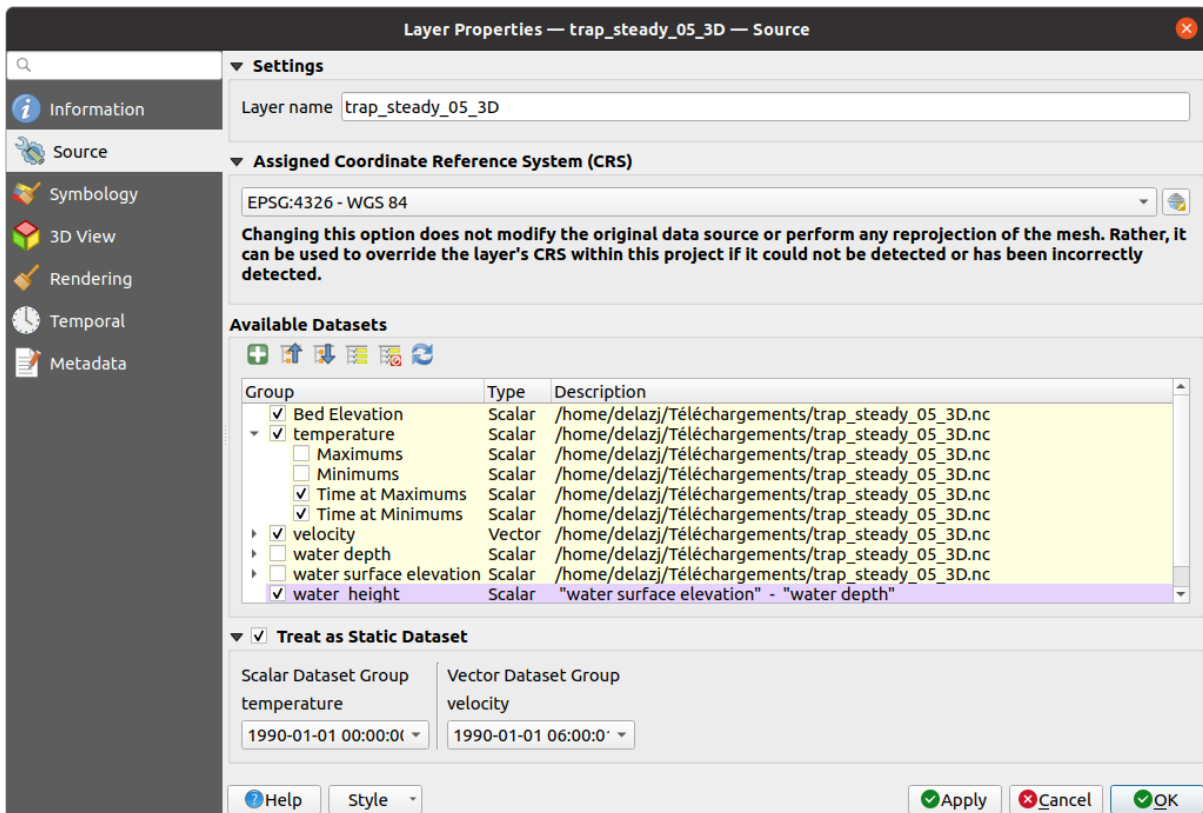 Layer Properties — trap_steady_05_3D — Source
Information
Source
Symbology
3D View
Rendering
Temporal
Metadata
Settings
Layer name trap_steady_05_3D
Assigned Coordinate Reference System (CRS)
EPSG:4326 - WGS 84
Changing this option does not modify the original data source or perform any reprojection of the mesh. Rather, it
can be used to override the layer's CRS within this project if it could not be detected or has been incorrectly
detected.
Available Datasets
Group Type Description
Bed Elevation Scalar /home/delazj/Téléchargements/trap_steady_05_3D.nc
temperature Scalar /home/delazj/Téléchargements/trap_steady_05_3D.nc
Maximums Scalar /home/delazj/Téléchargements/trap_steady_05_3D.nc
Minimums Scalar /home/delazj/Téléchargements/trap_steady_05_3D.nc
Time at Maximums Scalar /home/delazj/Téléchargements/trap_steady_05_3D.nc
Time at Minimums Scalar /home/delazj/Téléchargements/trap_steady_05_3D.nc
velocity Vector /home/delazj/Téléchargements/trap_steady_05_3D.nc
water depth Scalar /home/delazj/Téléchargements/trap_steady_05_3D.nc
water surface elevation Scalar /home/delazj/Téléchargements/trap_steady_05_3D.nc
water_height Scalar "water surface elevation" - "water depth"
Treat as Static Dataset
Scalar Dataset Group Vector Dataset Group
temperature velocity
1990-01-01 00:00:00 1990-01-01 06:00:01
Help Style Apply Cancel OK